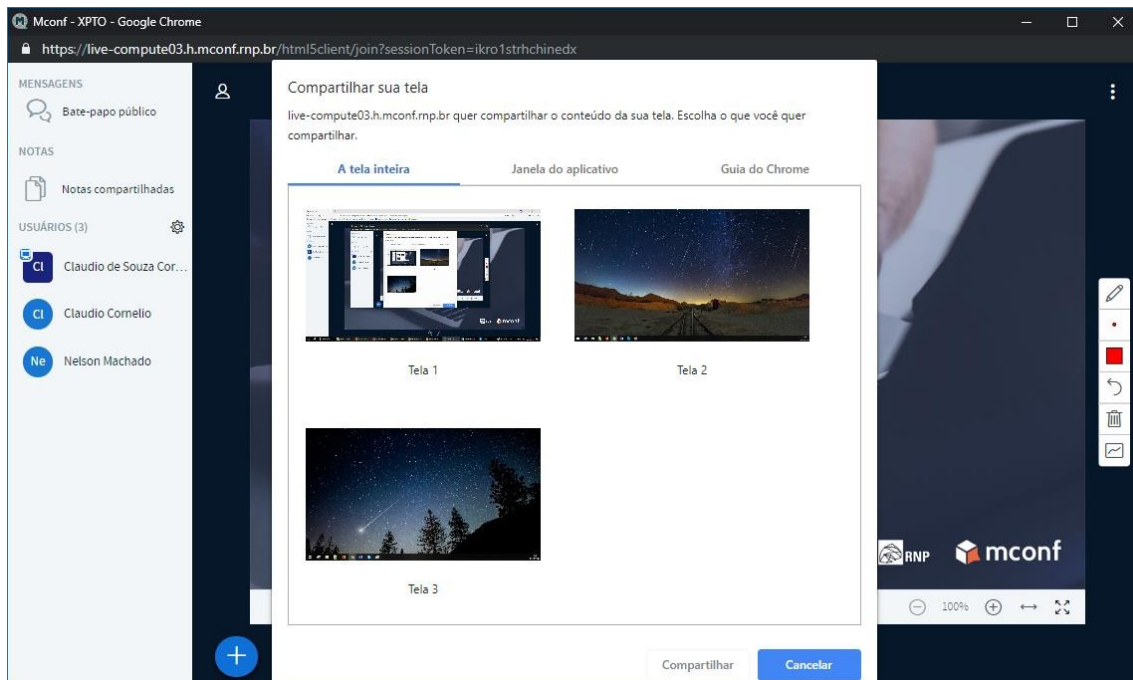 Mconf - XPTO - Google Chrome
https://live-compute03.h.mconf.rnp.br/html5client/join?sessionToken=ikro1strhchinedx
MENSAGENS
Bate-papo público
NOTAS
Notas compartilhadas
USUÁRIOS (3)
Cl Claudio de Souza Cor...
Cl Claudio Cornelio
Ne Nelson Machado
Compartilhar sua tela
live-compute03.h.mconf.rnp.br quer compartilhar o conteúdo da sua tela. Escolha o que você quer
compartilhar.
A tela inteira Janela do aplicativo Guia do Chrome
Tela 1 Tela 2
Tela 3
Compartilhar Cancelar
RNP mconf
100%